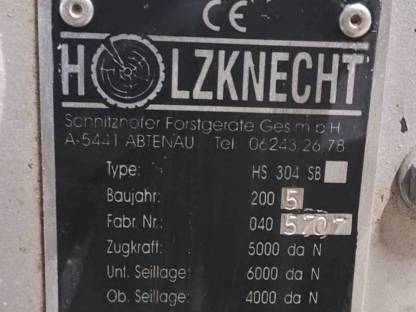 CE
HOLZKNECHT
Schnitzhofer Forstgeräte Ges.m.b.H.
A-5441 ABTENAU Tel. 06243.26 78
Type: HS 304 SB
Baujahr: 2005
Fabr. Nr.: 040 5707
Zugkraft: 5000 da N
Unt. Seillage: 6000 da N
Ob. Seillage: 4000 da N